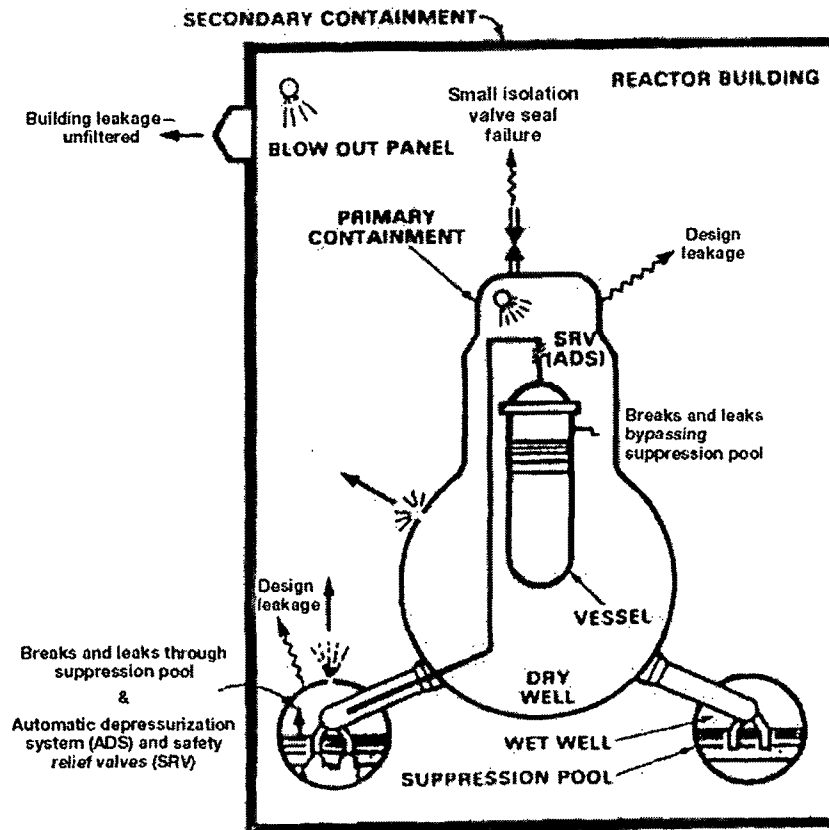 SECONDARY CONTAINMENT
REACTOR BUILDING
Small isolation
valve seal
failure
Building leakage–
unfiltered
BLOW OUT PANEL
PRIMARY
CONTAINMENT
Design
leakage
SRV
(ADS)
Breaks and leaks
bypassing
suppression pool
Design
leakage
VESSEL
Breaks and leaks through
suppression pool
&
Automatic depressurization
system (ADS) and safety
relief valves (SRV)
DRY
WELL
WET WELL
SUPPRESSION POOL